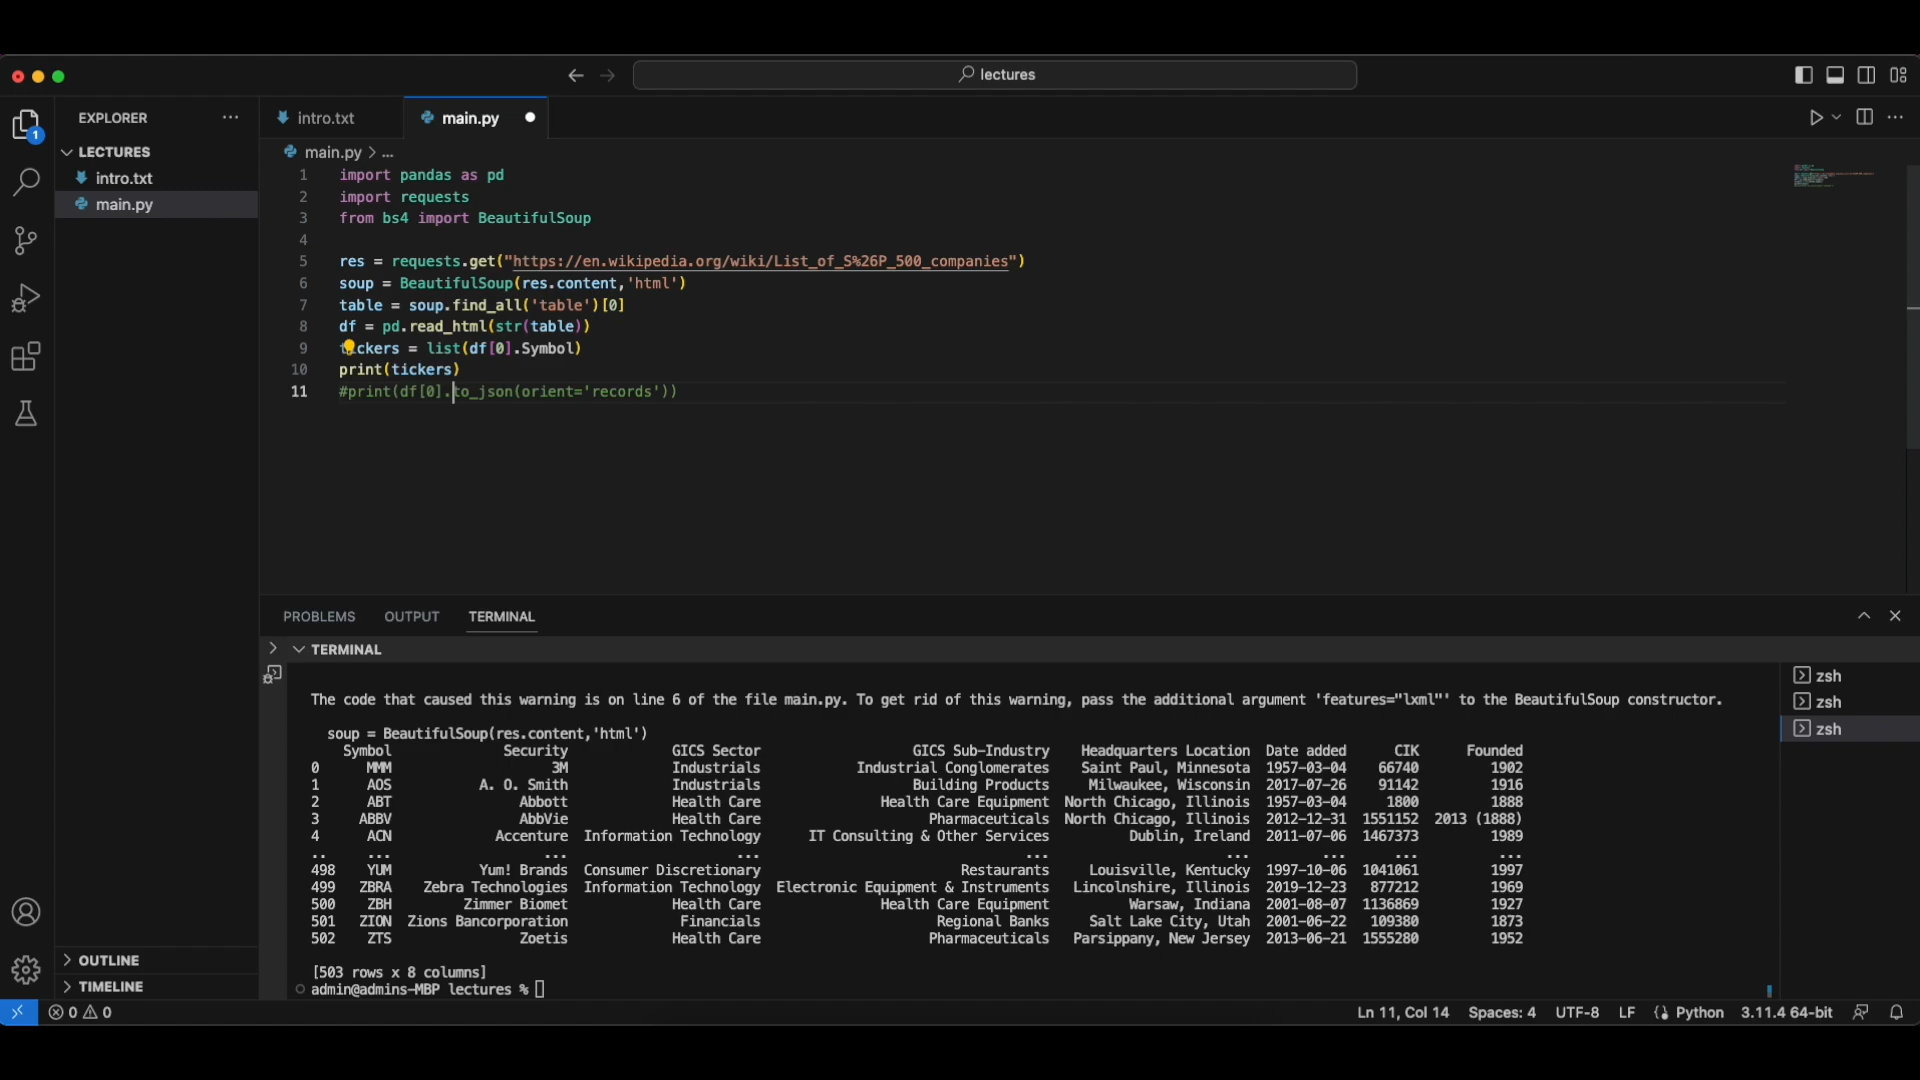 lectures
EXPLORER
intro.txt
main.py
1
LECTURES
intro.txt
main.py
main.py > ...
1 import pandas as pd
2 import requests
3 from bs4 import BeautifulSoup
4
5 res = requests.get("https://en.wikipedia.org/wiki/List_of_S%26P_500_companies")
6 soup = BeautifulSoup(res.content,'html')
7 table = soup.find_all('table')[0]
8 df = pd.read_html(str(table))
9 tickers = list(df[0].Symbol)
10 print(tickers)
11 #print(df[0].to_json(orient='records'))
PROBLEMS OUTPUT TERMINAL
TERMINAL
zsh
zsh
zsh
The code that caused this warning is on line 6 of the file main.py. To get rid of this warning, pass the additional argument 'features="lxml"' to the BeautifulSoup constructor.
soup = BeautifulSoup(res.content,'html')
Symbol Security GICS Sector GICS Sub-Industry Headquarters Location Date added CIK Founded
0 MMM 3M Industrials Industrial Conglomerates Saint Paul, Minnesota 1957-03-04 66740 1902
1 AOS A. O. Smith Industrials Building Products Milwaukee, Wisconsin 2017-07-26 91142 1916
2 ABT Abbott Health Care Health Care Equipment North Chicago, Illinois 1957-03-04 1800 1888
3 ABBV AbbVie Health Care Pharmaceuticals North Chicago, Illinois 2012-12-31 1551152 2013 (1888)
4 ACN Accenture Information Technology IT Consulting & Other Services Dublin, Ireland 2011-07-06 1467373 1989
.. ... ... ... ... ... ... ... ...
498 YUM Yum! Brands Consumer Discretionary Restaurants Louisville, Kentucky 1997-10-06 1041061 1997
499 ZBRA Zebra Technologies Information Technology Electronic Equipment & Instruments Lincolnshire, Illinois 2019-12-23 877212 1969
500 ZBH Zimmer Biomet Health Care Health Care Equipment Warsaw, Indiana 2001-08-07 1136869 1927
501 ZION Zions Bancorporation Financials Regional Banks Salt Lake City, Utah 2001-06-22 109380 1873
502 ZTS Zoetis Health Care Pharmaceuticals Parsippany, New Jersey 2013-06-21 1555280 1952
[503 rows x 8 columns]
admin@admins-MBP lectures %
OUTLINE
TIMELINE
0 0
Ln 11, Col 14 Spaces: 4 UTF-8 LF Python 3.11.4 64-bit